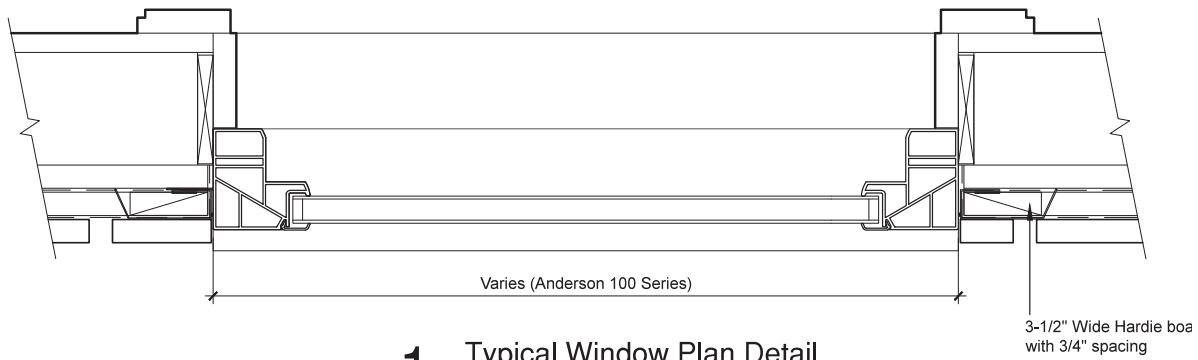 Varies (Anderson 100 Series)
3-1/2" Wide Hardie boa
with 3/4" spacing
1 Typical Window Plan Detail